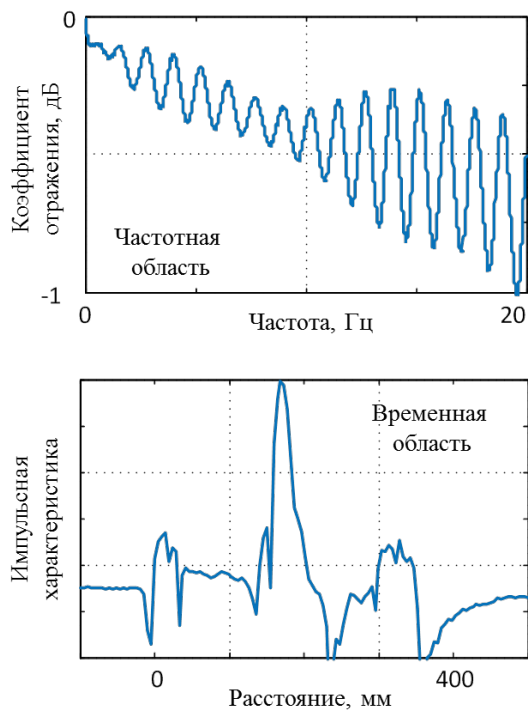 0
Коэффициент
отражения, дБ
Частотная
область
-1
0
20
Частота, Гц
Импульсная
характеристика
Временная
область
0
400
Расстояние, мм